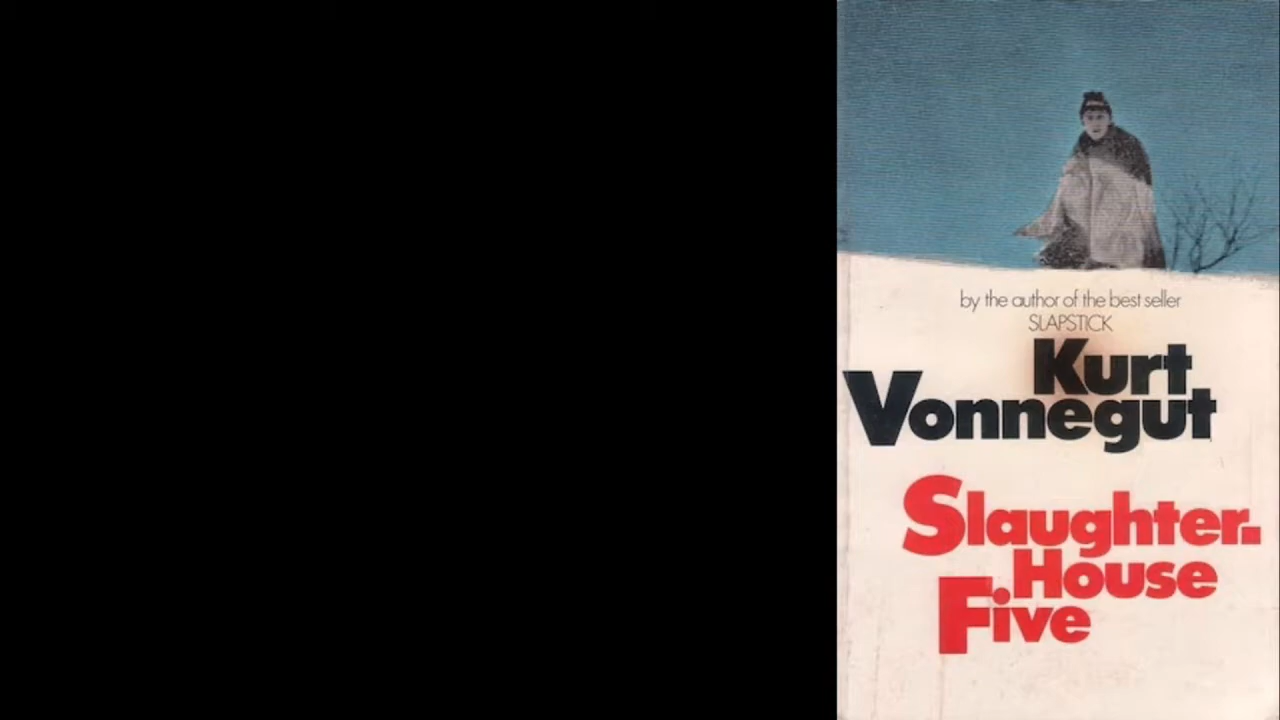 by the author of the best seller
SLAPSTICK
Kurt
Vonnegut
Slaughter-
House
Five